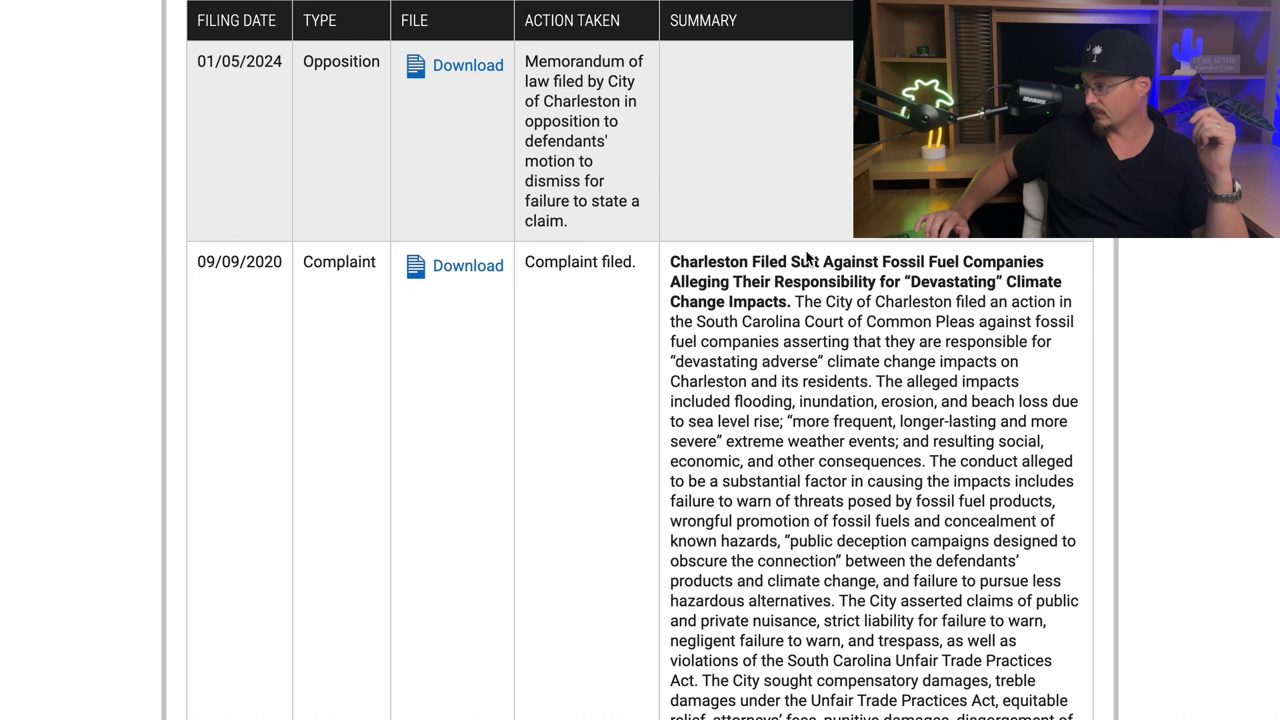 FILING DATE
TYPE
FILE
ACTION TAKEN
SUMMARY
01/05/2024
Opposition
Download
Memorandum of
law filed by City
of Charleston in
opposition to
defendants'
motion to
dismiss for
failure to state a
claim.
09/09/2020
Complaint
Download
Complaint filed.
Charleston Filed Suit Against Fossil Fuel Companies
Alleging Their Responsibility for “Devastating” Climate
Change Impacts. The City of Charleston filed an action in
the South Carolina Court of Common Pleas against fossil
fuel companies asserting that they are responsible for
“devastating adverse” climate change impacts on
Charleston and its residents. The alleged impacts
included flooding, inundation, erosion, and beach loss due
to sea level rise; “more frequent, longer-lasting and more
severe” extreme weather events; and resulting social,
economic, and other consequences. The conduct alleged
to be a substantial factor in causing the impacts includes
failure to warn of threats posed by fossil fuel products,
wrongful promotion of fossil fuels and concealment of
known hazards, “public deception campaigns designed to
obscure the connection” between the defendants’
products and climate change, and failure to pursue less
hazardous alternatives. The City asserted claims of public
and private nuisance, strict liability for failure to warn,
negligent failure to warn, and trespass, as well as
violations of the South Carolina Unfair Trade Practices
Act. The City sought compensatory damages, treble
damages under the Unfair Trade Practices Act, equitable
relief, attorneys’ fees, punitive damages, disgorgement of
SHURE